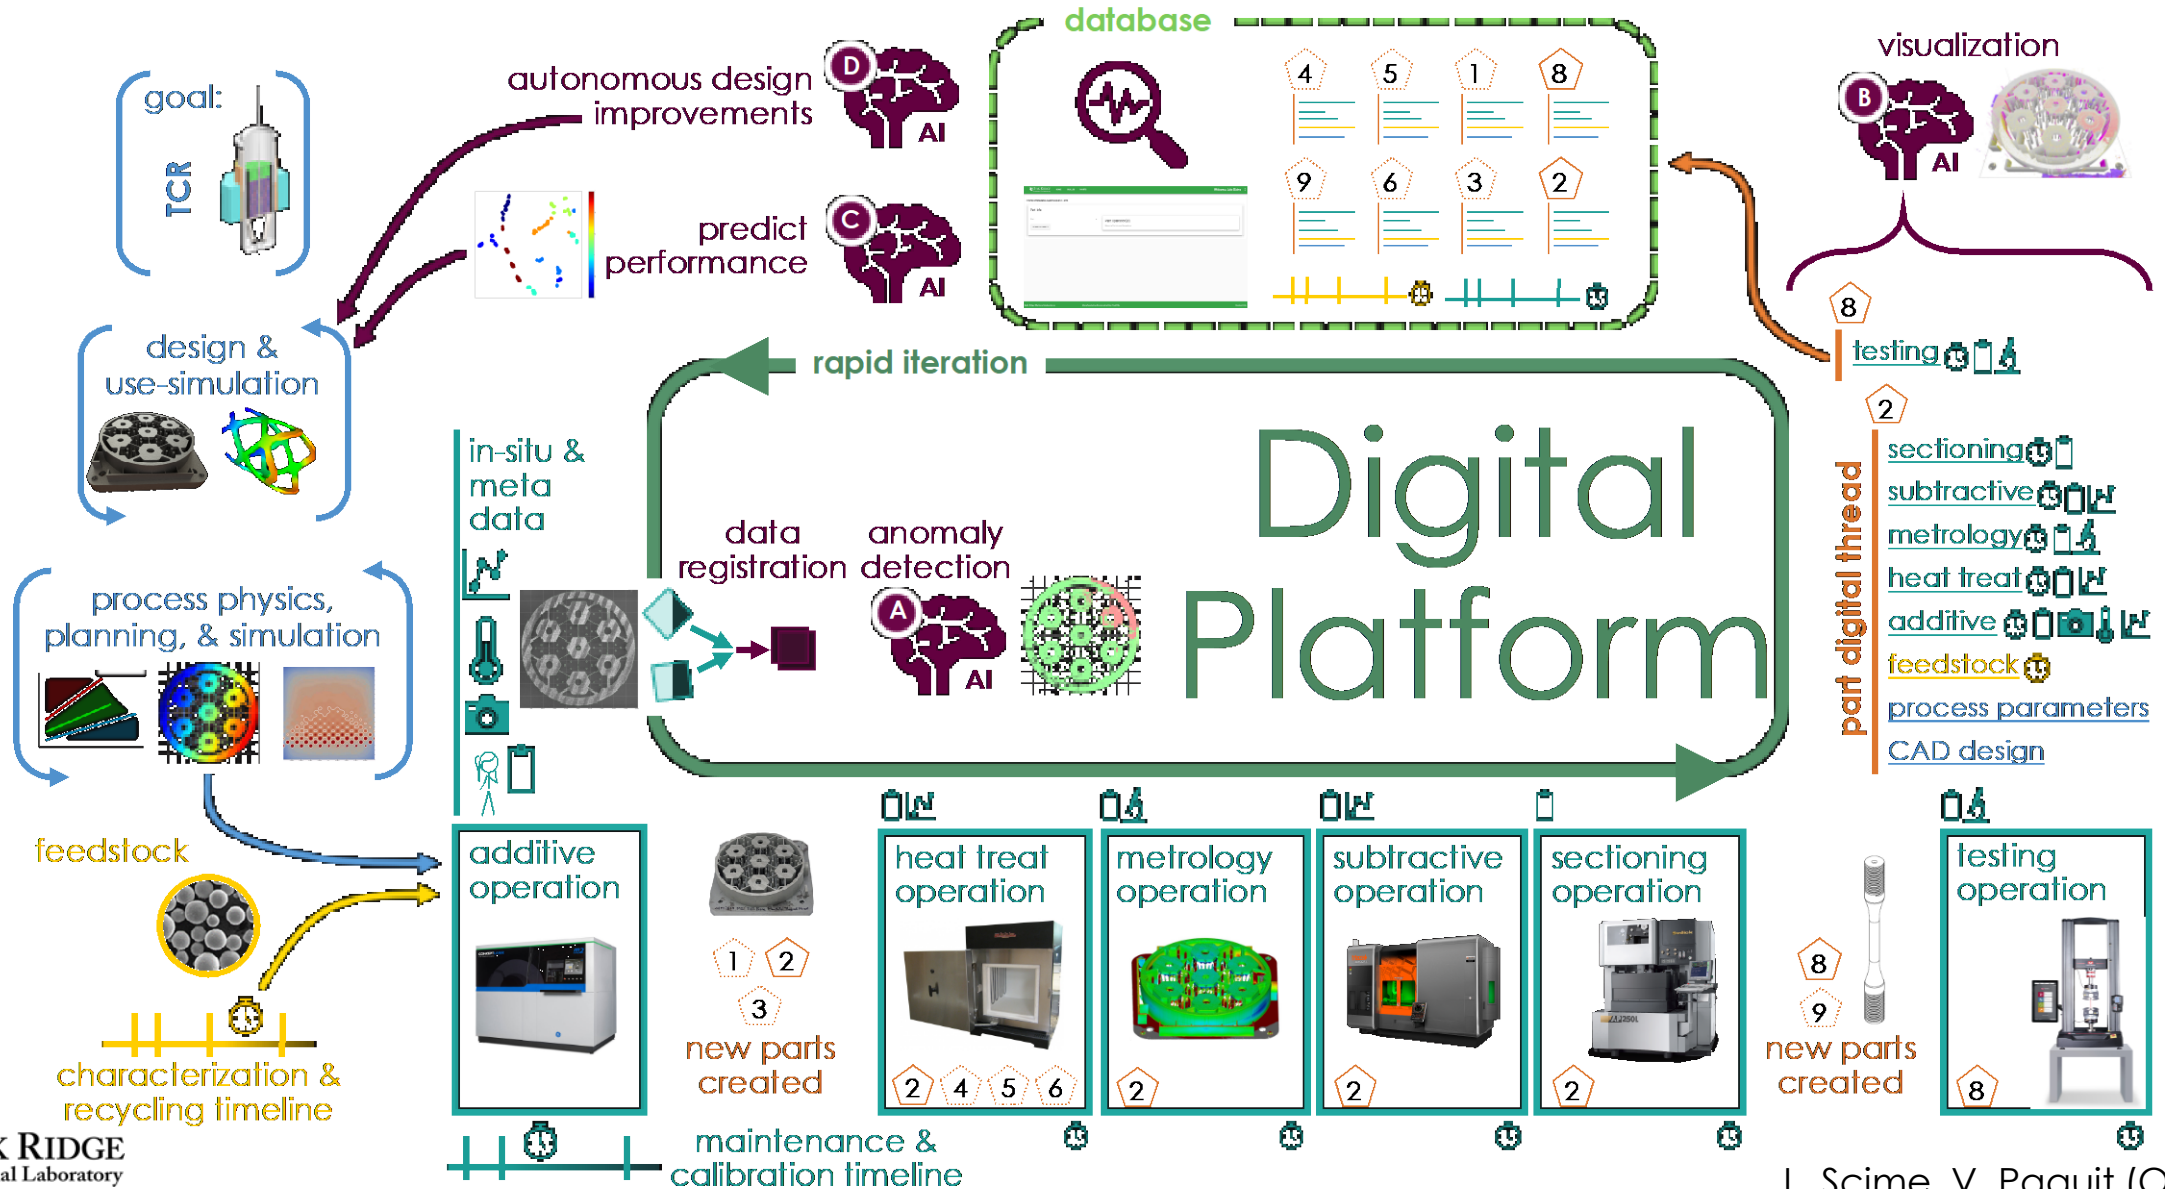 database
visualization
goal:
TCR
autonomous design
improvements
D
AI
4
5
1
8
9
6
3
2
B
AI
predict
performance
C
AI
8
testing
design &
use-simulation
rapid iteration
Digital
Platform
in-situ &
meta
data
data
registration
anomaly
detection
A
AI
2
part digital thread
sectioning
subtractive
metrology
heat treat
additive
feedstock
process parameters
CAD design
process physics,
planning, & simulation
feedstock
characterization &
recycling timeline
additive
operation
1
2
3
new parts
created
heat treat
operation
2
4
5
6
metrology
operation
2
subtractive
operation
2
sectioning
operation
2
8
9
new parts
created
testing
operation
8
maintenance &
calibration timeline
RIDGE
al Laboratory
L. Scime, V. Paquit (O